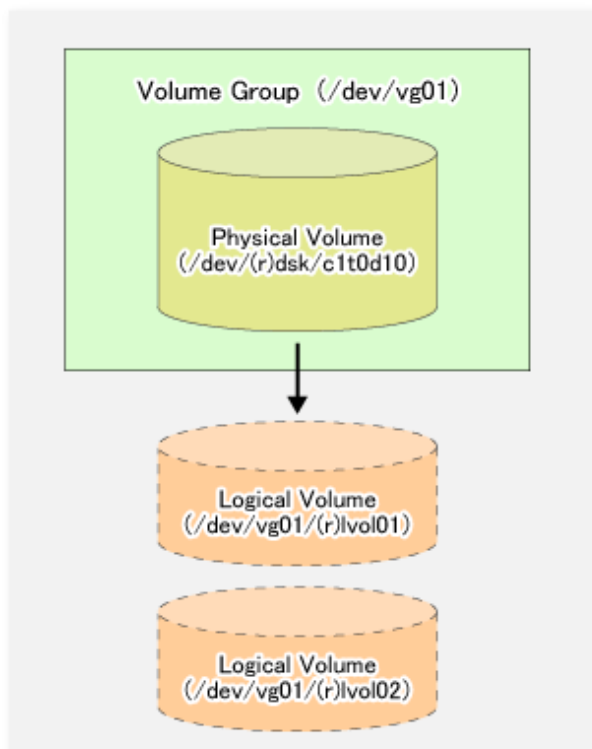 Volume Group (/dev/vg01)
Physical Volume
(/dev/(r)dsk/c1t0d10)
Logical Volume
(/dev/vg01/(r)lvol01)
Logical Volume
(/dev/vg01/(r)lvol02)